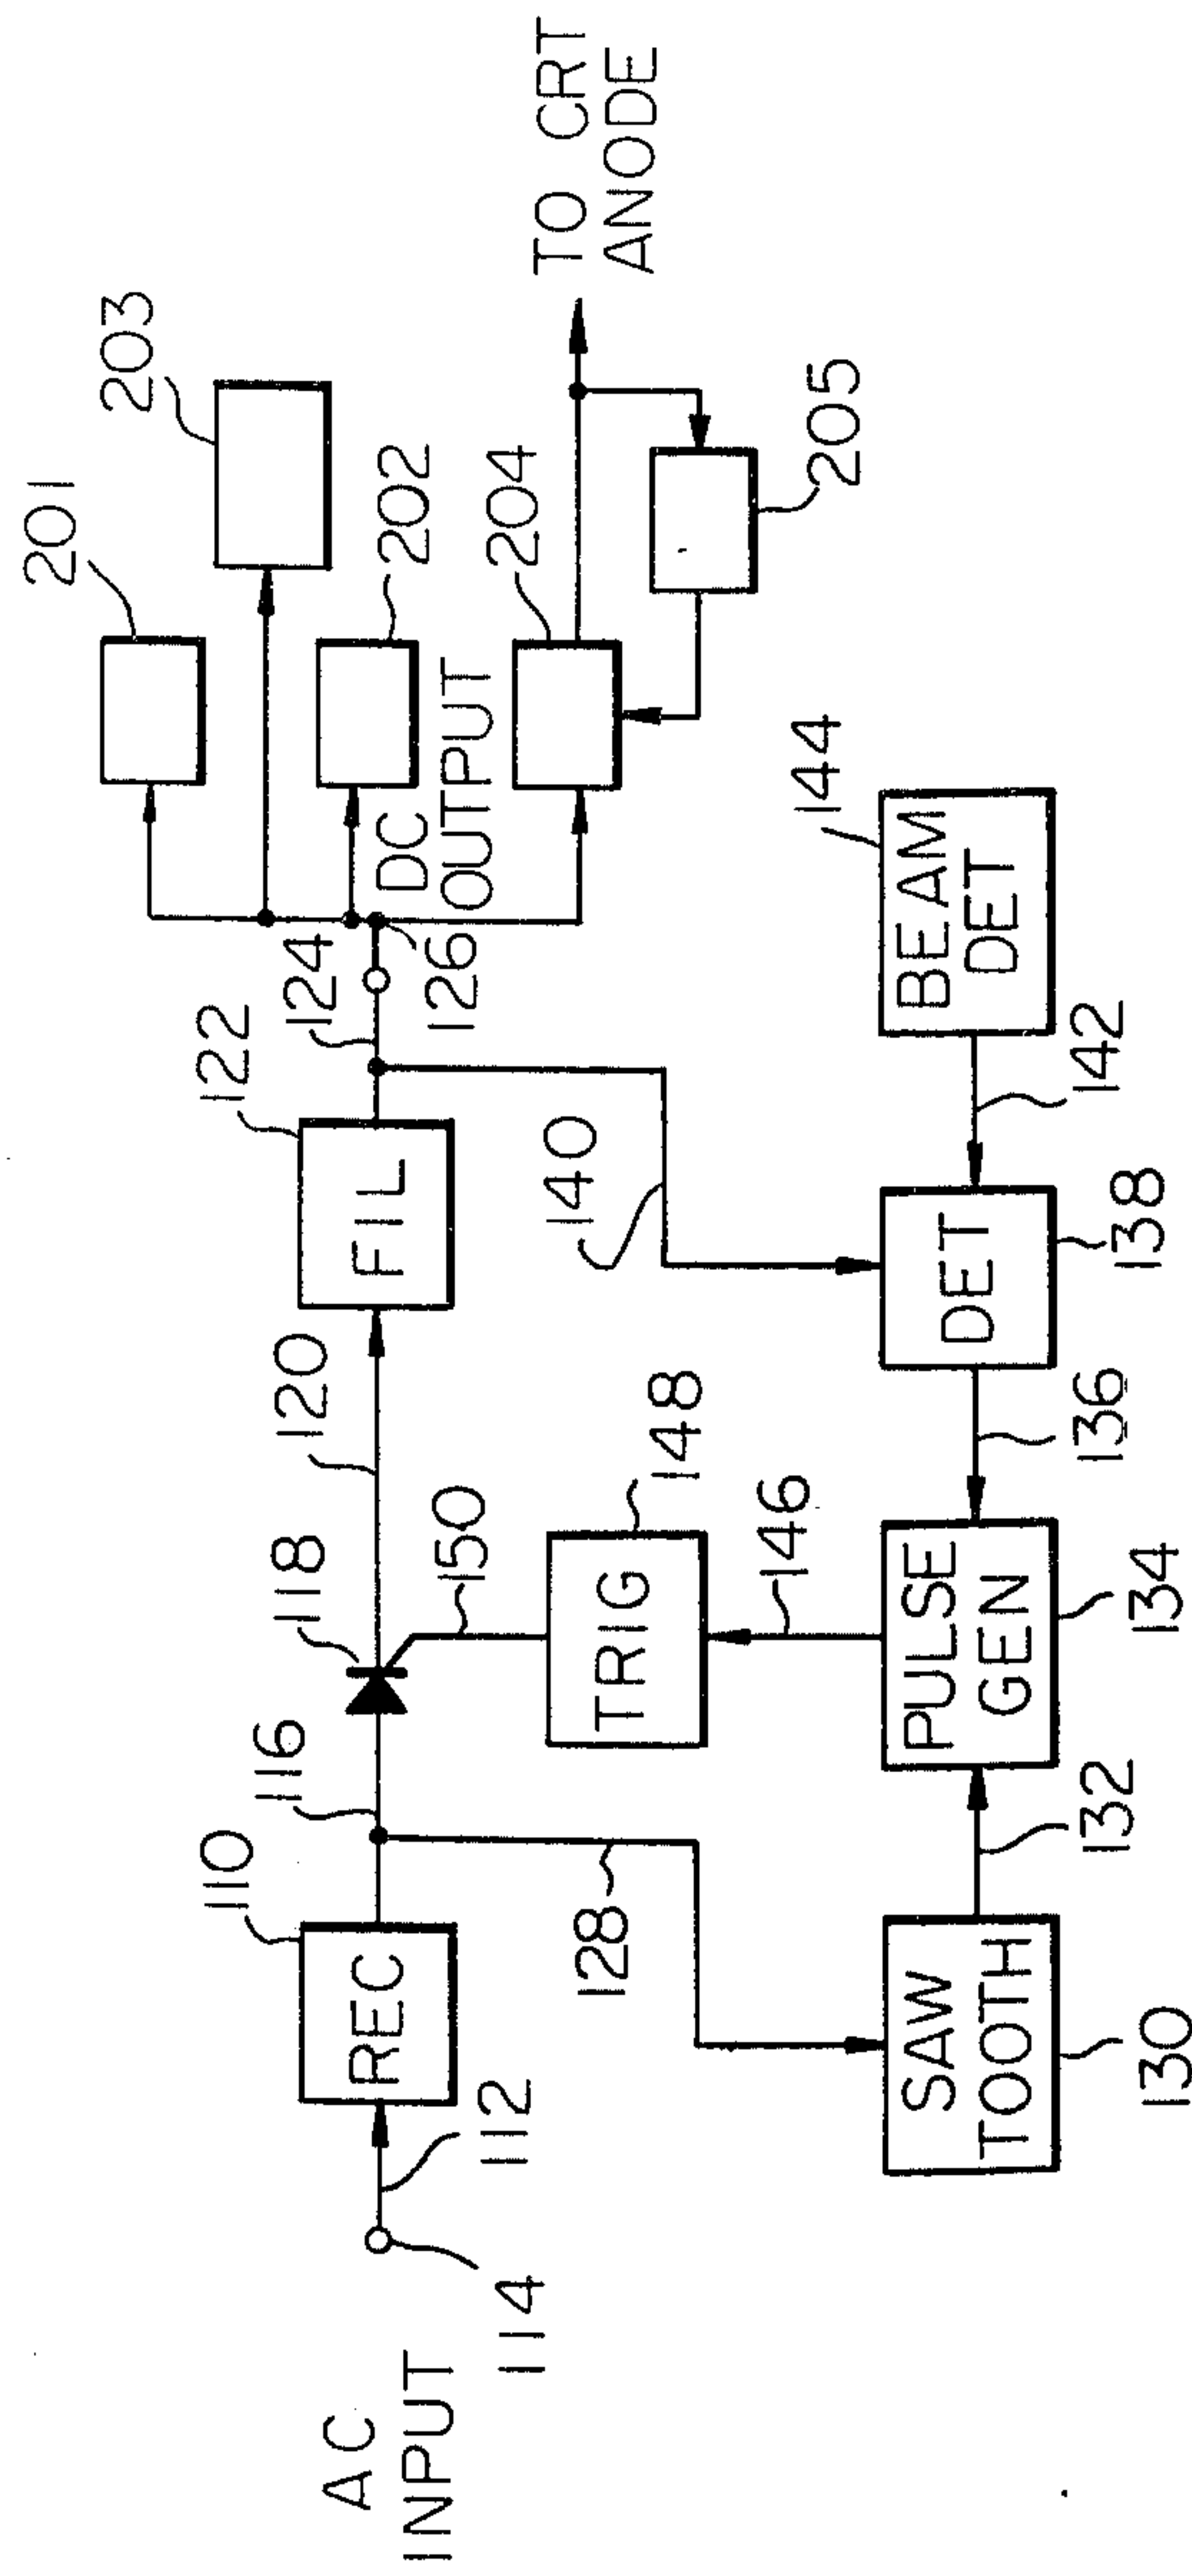 AC
INPUT
114
112
REC
110
116
118
120
FIL
122
124
126
DC
OUTPUT
201
203
202
204
205
TO CRT
ANODE
128
150
TRIG
148
146
140
SAW
TOOTH
130
132
PULSE
GEN
134
136
DET
138
142
BEAM
DET
144